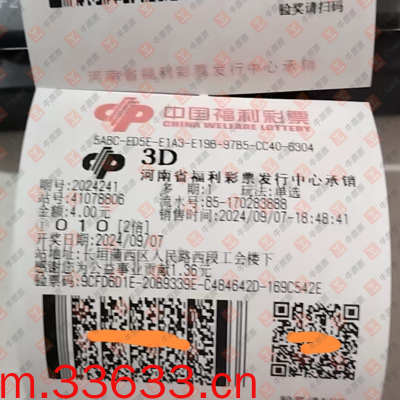 验奖请扫码
河南省福利彩票发行中心承销
中国福利彩票
CHINA WELFARE LOTTERY
5A8C-ED5E-E1A3-E19B-97B5-CC40-6304
3D
河南省福利彩票发行中心承销
期号:2024241 多期:1 玩法:单选
站号:41078806 流水号:85-170283688
金额:4.00元 销售时间:2024/09/07-18:48:41
① 0 1 0 [2倍]
开奖日期:2024/09/07
站地址:长垣蒲西区人民路西段工会楼下
感谢您为公益事业贡献1.36元
验票码:9CFD6D1E-2069339E-C484642D-169C542E
m.33633.cn